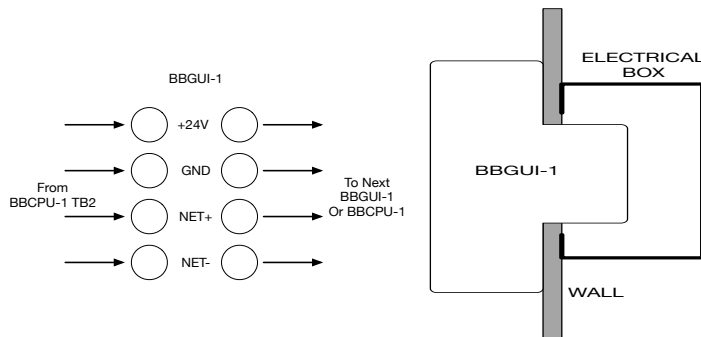 BBGUI-1
+24V
GND
NET+
NET-
From
BBCPU-1 TB2
To Next
BBGUI-1
Or BBCPU-1
ELECTRICAL
BOX
BBGUI-1
WALL